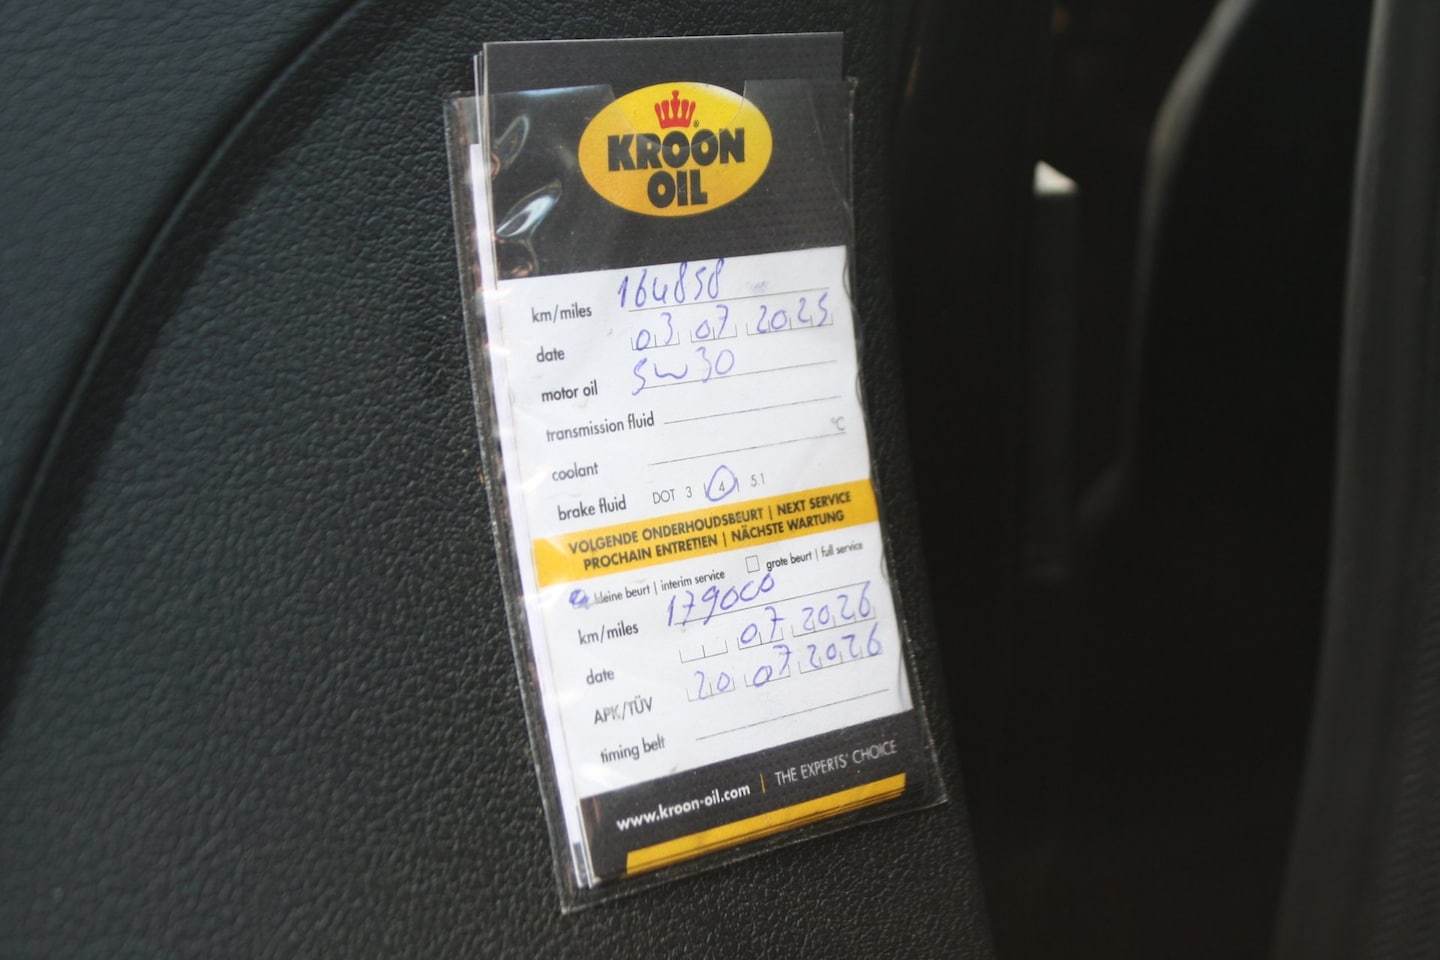 KROON
OIL
km/miles 164858
date 03 07 2025
motor oil 5w30
transmission fluid
coolant °C
brake fluid DOT 3 4 5.1
VOLGENDE ONDERHOUDSBEURT | NEXT SERVICE
PROCHAIN ENTRETIEN | NÄCHSTE WARTUNG
kleine beurt | interim service grote beurt | full service
km/miles 179000
date 07 2026
APK/TÜV 20 07 2026
timing belt
www.kroon-oil.com | THE EXPERTS' CHOICE